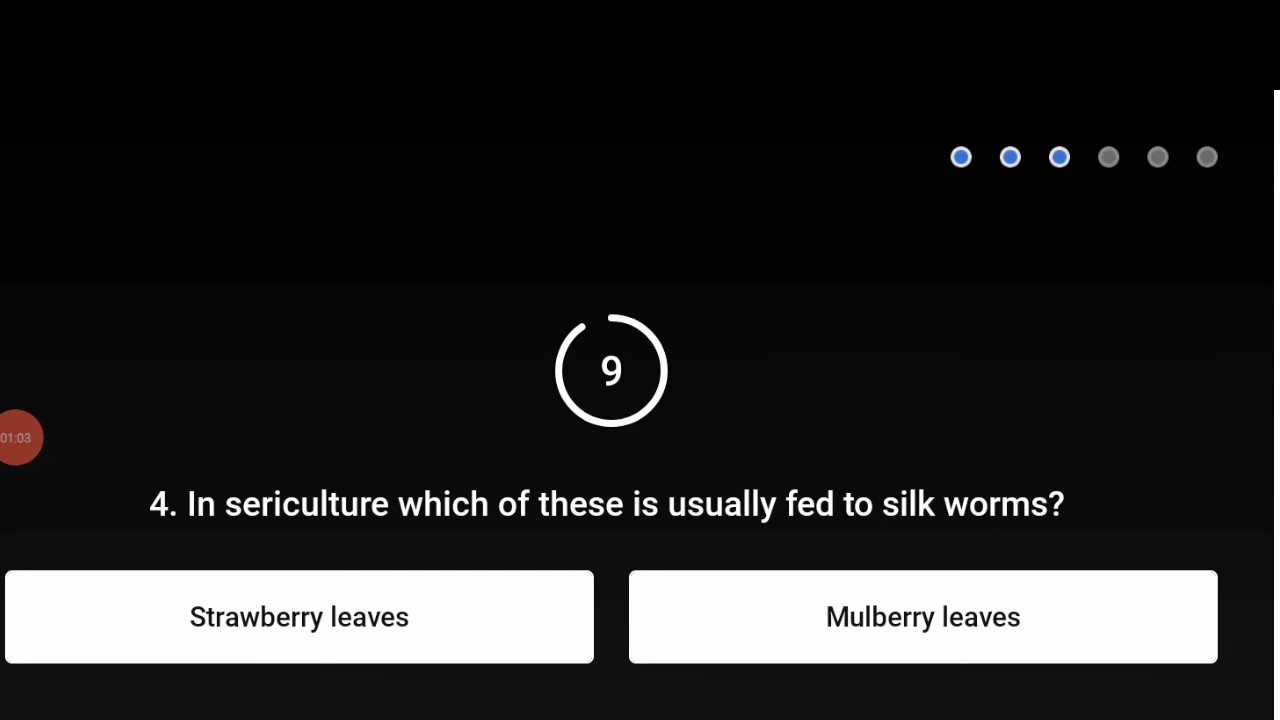 9
01:03
4. In sericulture which of these is usually fed to silk worms?
Strawberry leaves
Mulberry leaves